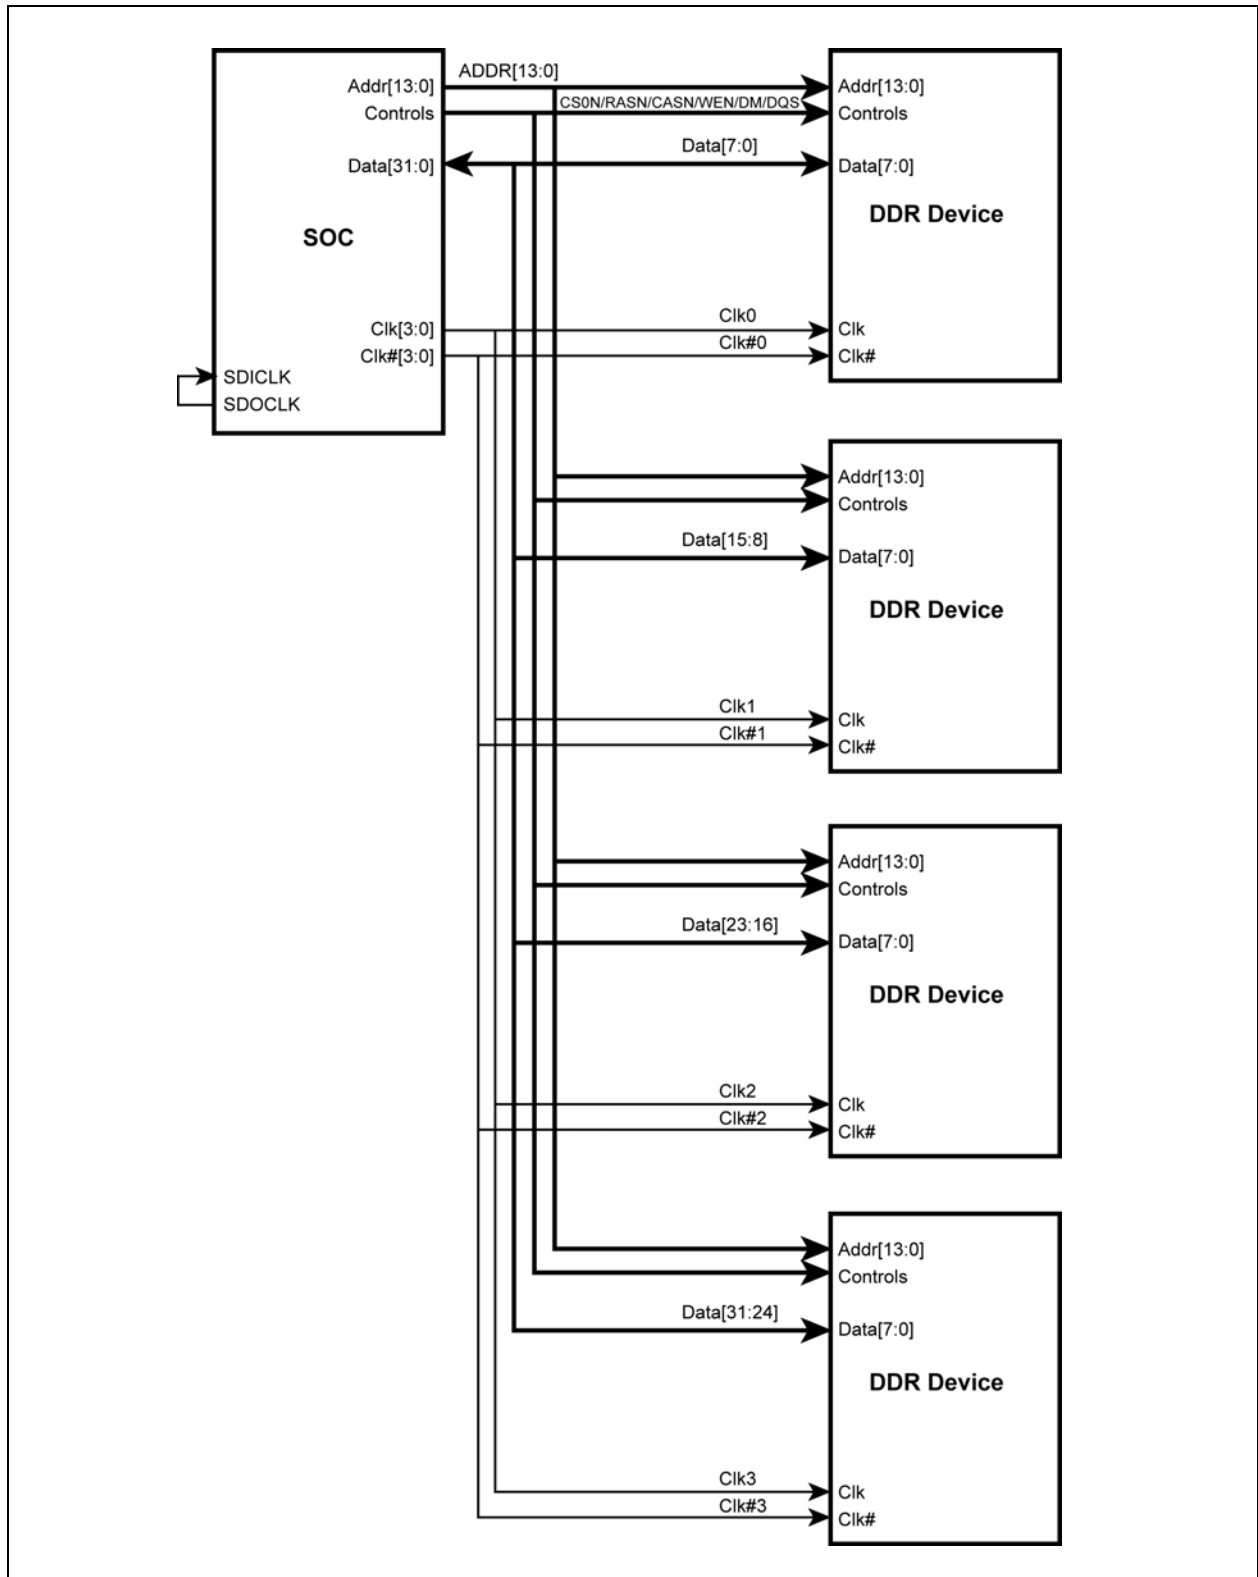 ADDR[13:0]
Addr[13:0]
Addr[13:0]
CS0N/RASN/CASN/WEN/DM/DQS
Controls
Controls
Data[7:0]
Data[31:0]
Data[7:0]
DDR Device
SOC
Clk0
Clk[3:0]
Clk
Clk#0
Clk#[3:0]
Clk#
SDICLK
SDOCLK
Addr[13:0]
Controls
Data[15:8]
Data[7:0]
DDR Device
Clk1
Clk
Clk#1
Clk#
Addr[13:0]
Controls
Data[23:16]
Data[7:0]
DDR Device
Clk2
Clk
Clk#2
Clk#
Addr[13:0]
Controls
Data[31:24]
Data[7:0]
DDR Device
Clk3
Clk
Clk#3
Clk#